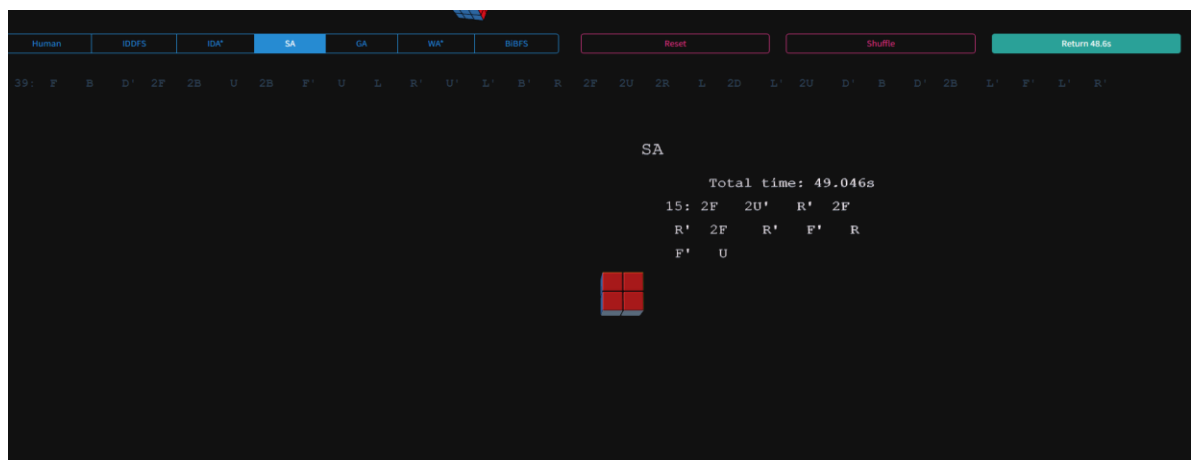 Human IDDFS IDA* SA GA WA* BiBFS Reset Shuffle Return 48.6s
39: F B D' 2F 2B U 2B F' U L R' U' L' B' R 2F 2U 2R L 2D L' 2U D' B D' 2B L' F' L' R'
SA
Total time: 49.046s
15: 2F 2U' R' 2F
R' 2F R' F' R
F' U